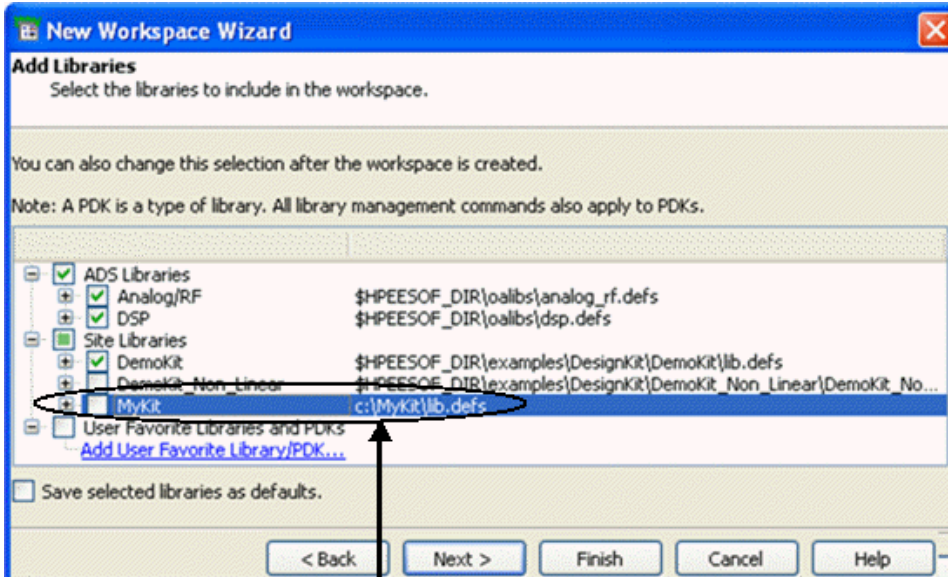 New Workspace Wizard
Add Libraries
Select the libraries to include in the workspace.
You can also change this selection after the workspace is created.
Note: A PDK is a type of library. All library management commands also apply to PDKs.
ADS Libraries
Analog/RF $HPEESOF_DIR\oalibs\analog_rf.defs
DSP $HPEESOF_DIR\oalibs\dsp.defs
Site Libraries
DemoKit $HPEESOF_DIR\examples\DesignKit\DemoKit\lib.defs
DemoKit_Non_Linear $HPEESOF_DIR\examples\DesignKit\DemoKit_Non_Linear\DemoKit_No...
MyKit c:\MyKit\lib.defs
User Favorite Libraries and PDKs
Add User Favorite Library/PDK...
Save selected libraries as defaults.
< Back Next > Finish Cancel Help